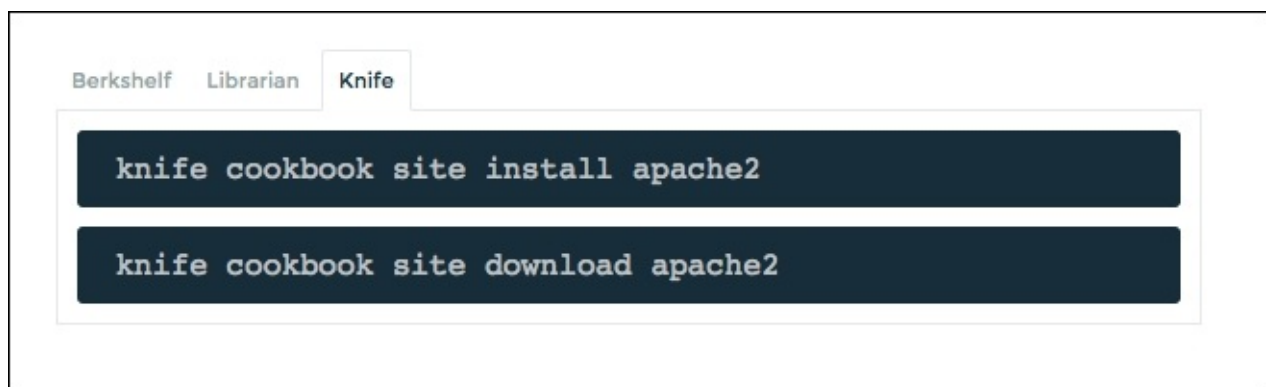 Berkshelf Librarian Knife
knife cookbook site install apache2
knife cookbook site download apache2